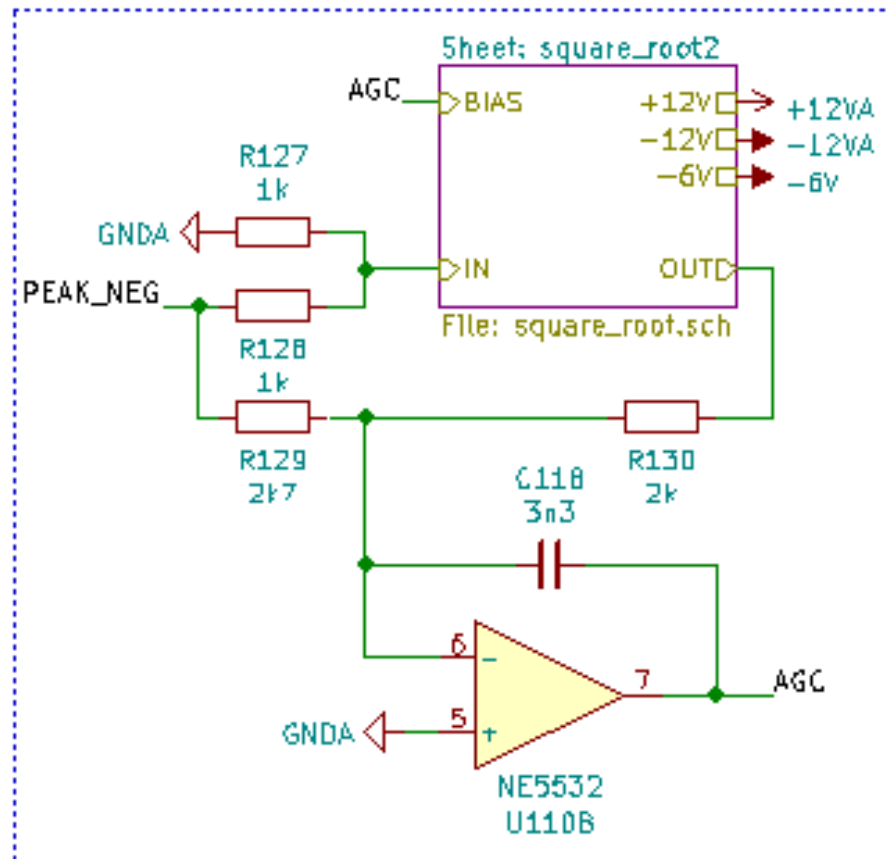 Sheet: square_root2
AGC
BIAS
+12V
+12VA
-12V
-12VA
-6V
-6V
R127
1k
GNDA
IN
OUT
PEAK_NEG
File: square_root.sch
R128
1k
R129
2k7
R130
2k
C118
3n3
6
-
7
AGC
GNDA
5
+
NE5532
U110B